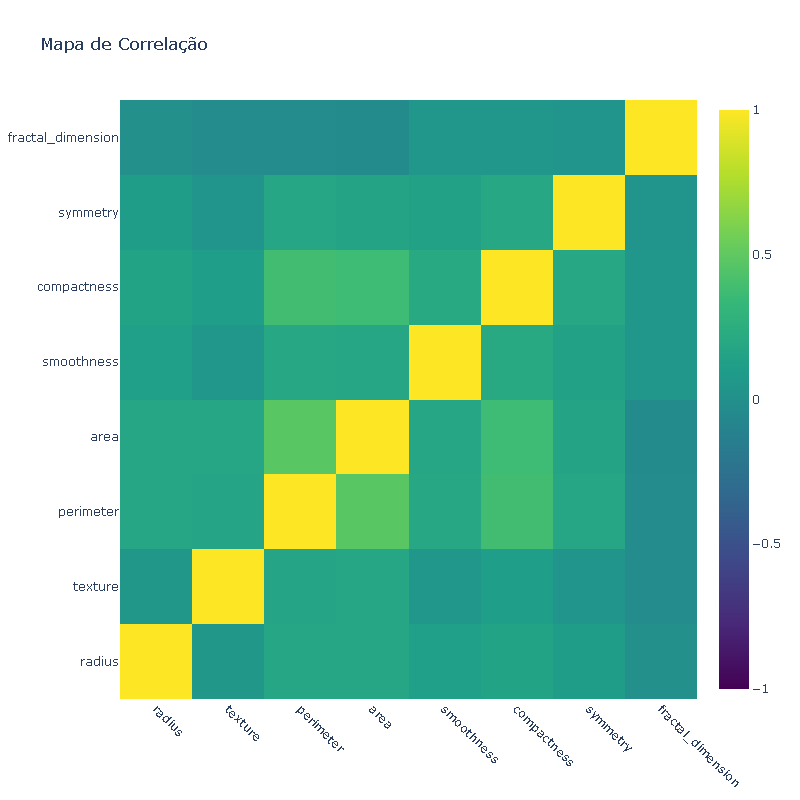 Mapa de Correlação
fractal_dimension
symmetry
compactness
smoothness
area
perimeter
texture
radius
radius
texture
perimeter
area
smoothness
compactness
symmetry
fractal_dimension
1
0.5
0
−0.5
−1